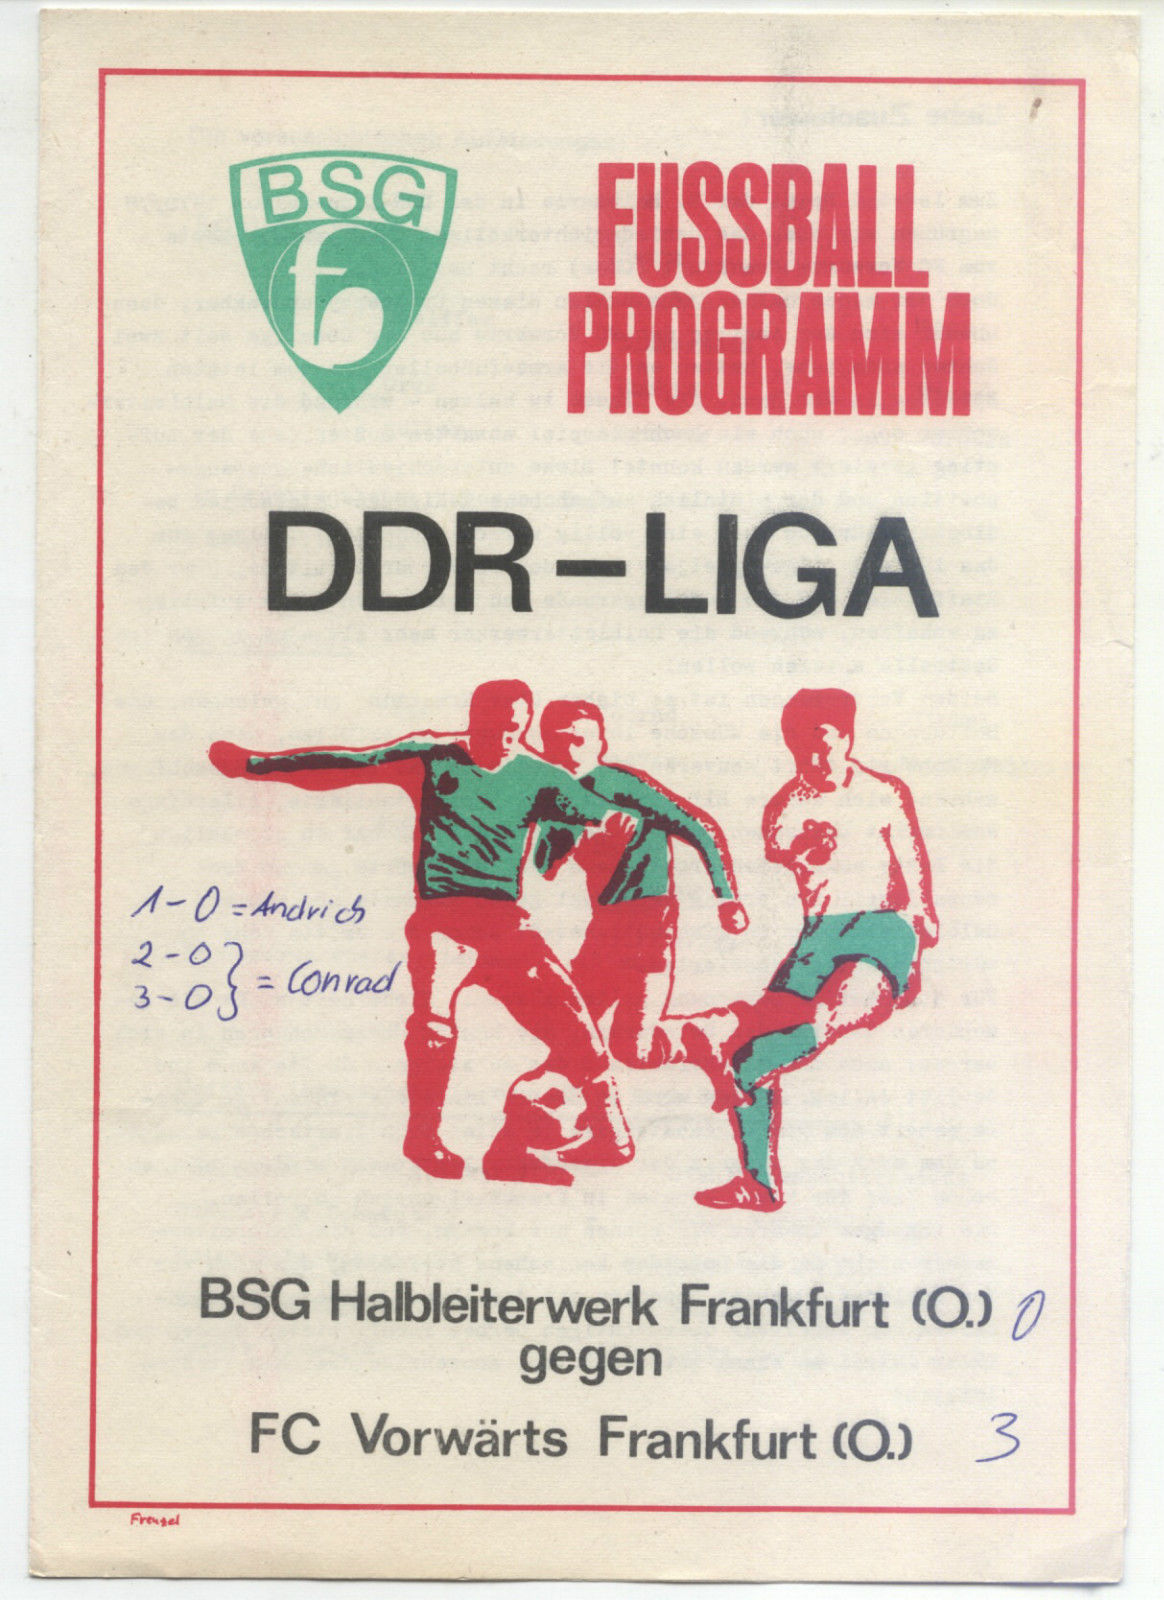 BSG
FUSSBALL
PROGRAMM
DDR-LIGA
1-0 = Andrich
2-0
3-0 } = Conrad
BSG Halbleiterwerk Frankfurt (O.) 0
gegen
FC Vorwärts Frankfurt (O.) 3
Frenzel